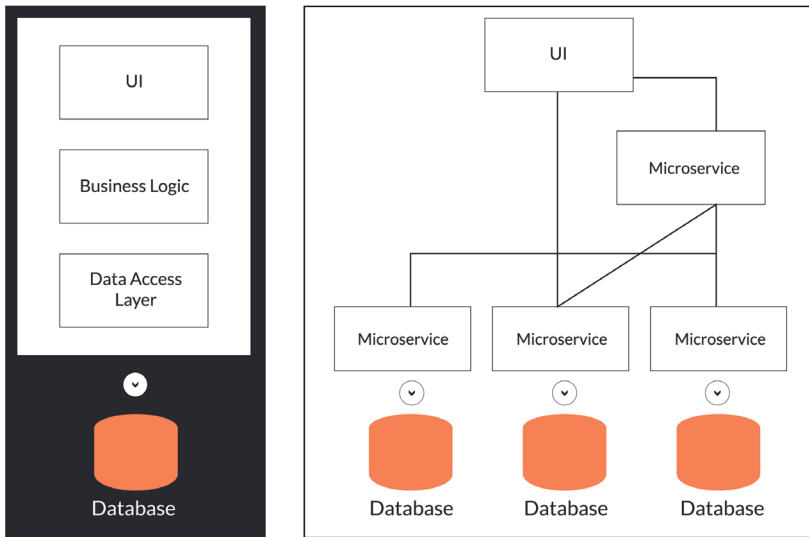 UI
Business Logic
Data Access
Layer
Database
UI
Microservice
Microservice
Microservice
Microservice
Database
Database
Database